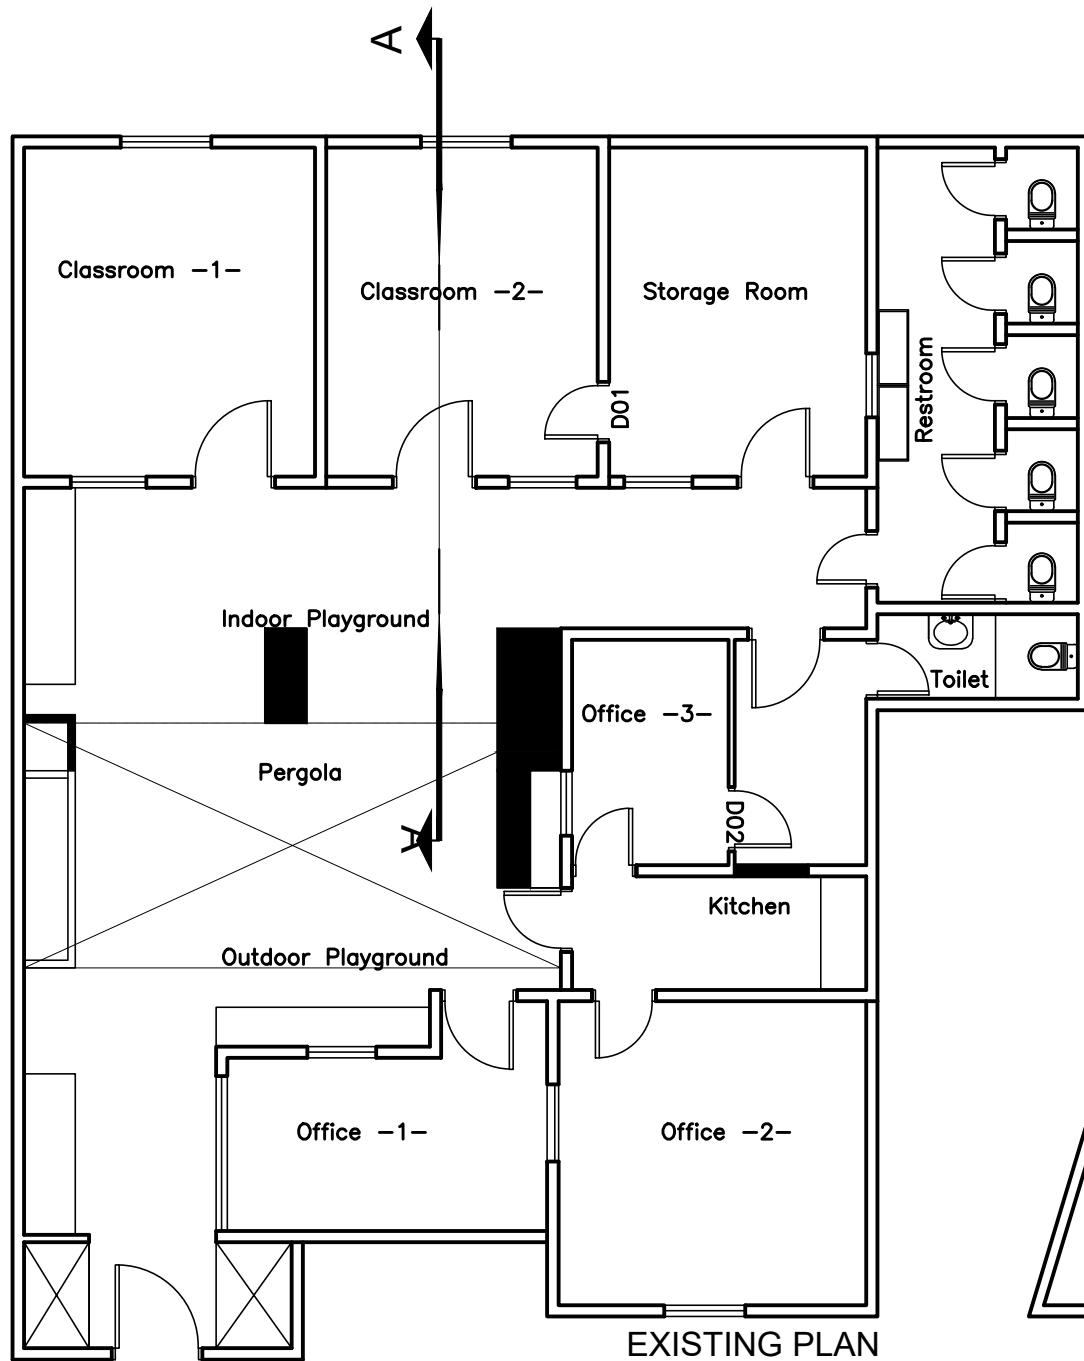 A
Classroom -1-
Classroom -2-
Storage Room
Restroom
D01
Indoor Playground
Toilet
Office -3-
Pergola
D02
A
Kitchen
Outdoor Playground
Office -1-
Office -2-
EXISTING PLAN